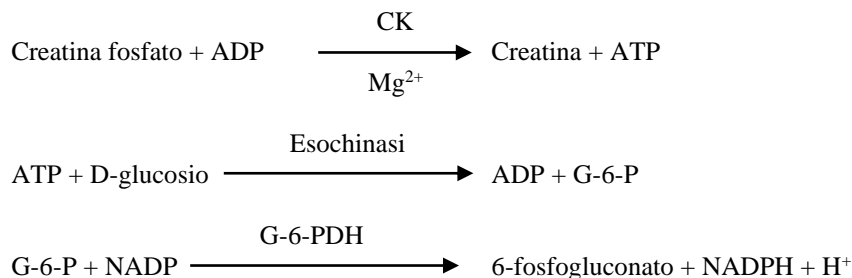 CK
Creatina fosfato + ADP Creatina + ATP
Mg²⁺
Esochinasi
ATP + D-glucosio ADP + G-6-P
G-6-PDH
G-6-P + NADP 6-fosfogluconato + NADPH + H⁺